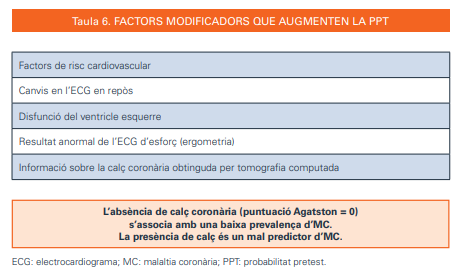 Taula 6. FACTORS MODIFICADORS QUE AUGMENTEN LA PPT
Factors de risc cardiovascular
Canvis en l’ECG en repòs
Disfunció del ventricle esquerre
Resultat anormal de l’ECG d’esforç (ergometria)
Informació sobre la calç coronària obtinguda per tomografia computada
L’absència de calç coronària (puntuació Agatston = 0)
s’associa amb una baixa prevalença d’MC.
La presència de calç és un mal predictor d’MC.
ECG: electrocardiograma; MC: malaltia coronària; PPT: probabilitat pretest.